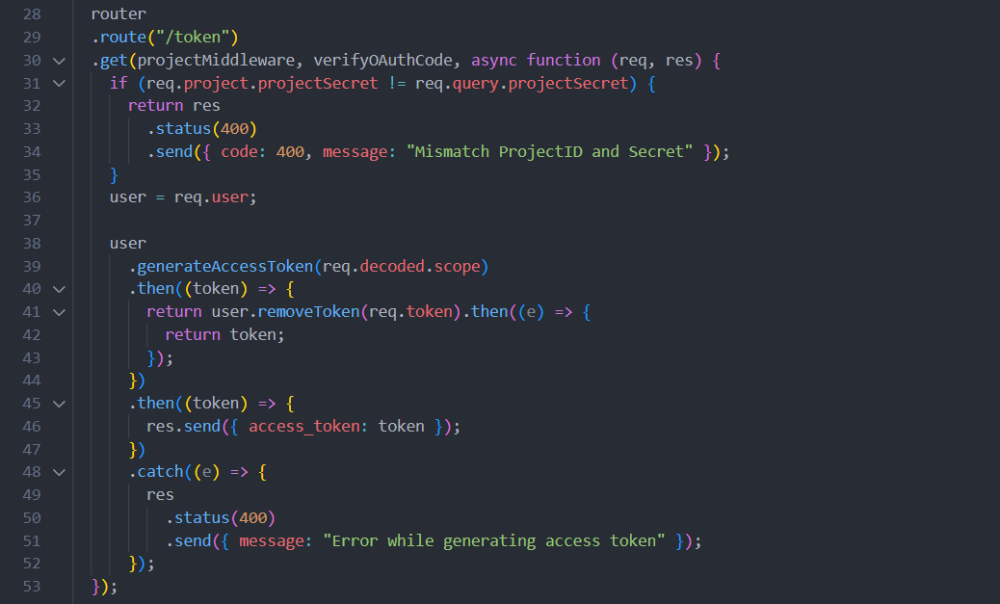 28 router
29 .route("/token")
30 .get(projectMiddleware, verifyOAuthCode, async function (req, res) {
31 if (req.project.projectSecret != req.query.projectSecret) {
32 return res
33 .status(400)
34 .send({ code: 400, message: "Mismatch ProjectID and Secret" });
35 }
36 user = req.user;
37
38 user
39 .generateAccessToken(req.decoded.scope)
40 .then((token) => {
41 return user.removeToken(req.token).then((e) => {
42 return token;
43 });
44 })
45 .then((token) => {
46 res.send({ access_token: token });
47 })
48 .catch((e) => {
49 res
50 .status(400)
51 .send({ message: "Error while generating access token" });
52 });
53 });